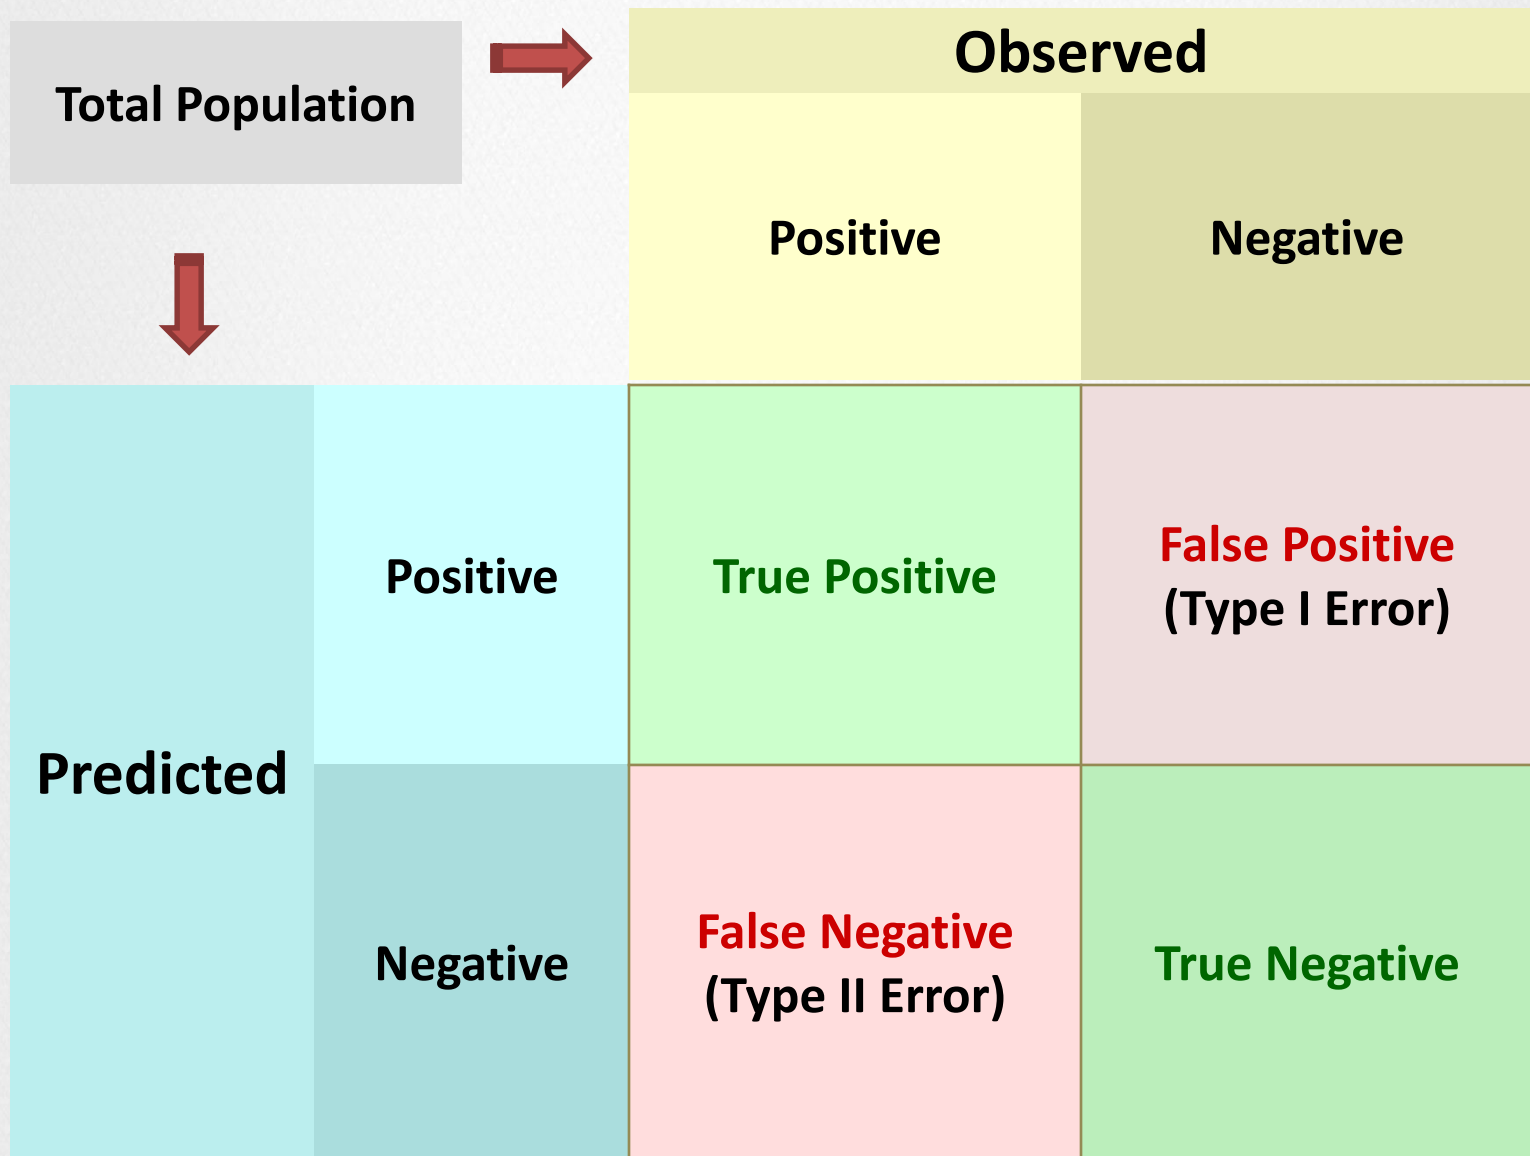 Total Population
Observed
Positive
Negative
Predicted
Positive
True Positive
False Positive
(Type I Error)
Negative
False Negative
(Type II Error)
True Negative